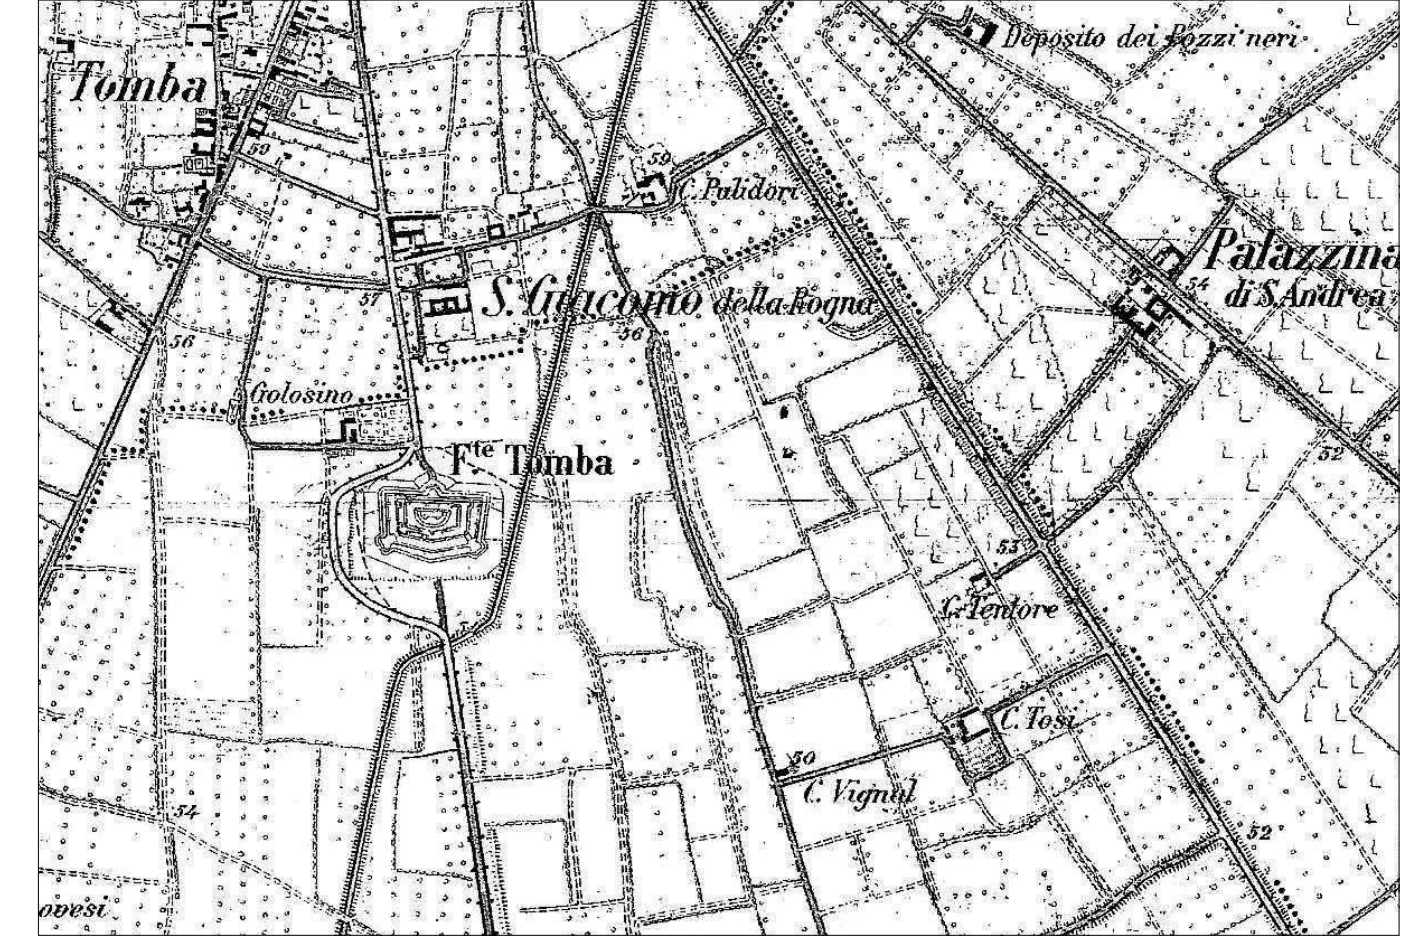 Deposito dei Pozzi neri
Tomba
59
59
C. Pulidori
Palazzina
di S. Andrea
54
57
S. Giacomo della Rogna
56
56
Golosino
Fte Tomba
52
53
C. Tentore
C. Tosi
50
C. Vignol
54
52
ovesi